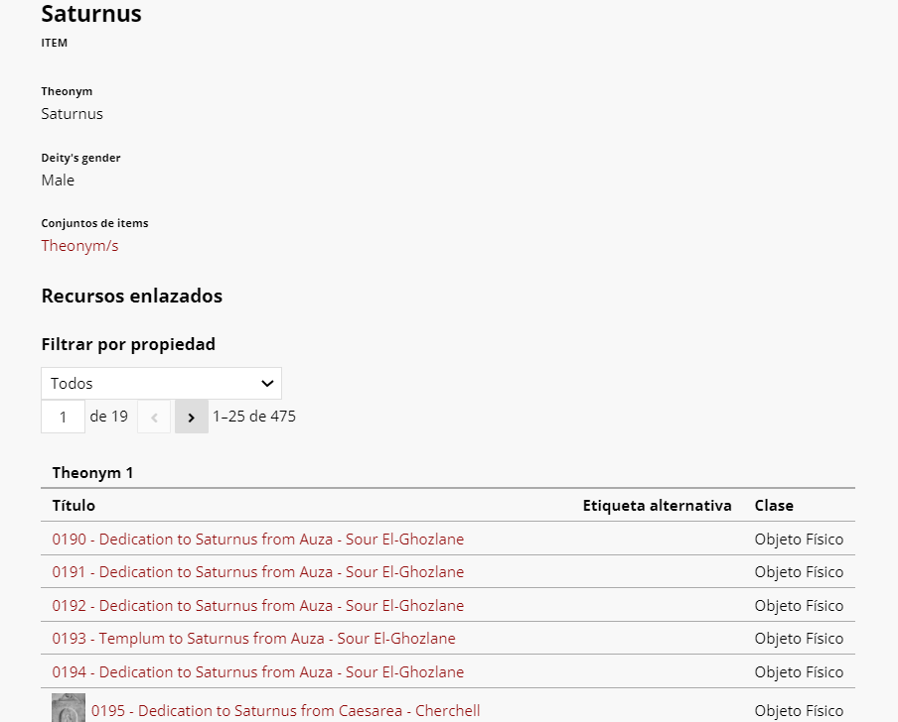 Saturnus
ITEM
Theonym
Saturnus
Deity's gender
Male
Conjuntos de items
Theonym/s
Recursos enlazados
Filtrar por propiedad
Todos
1 de 19 1–25 de 475
Theonym 1
Título Etiqueta alternativa Clase
0190 - Dedication to Saturnus from Auza - Sour El-Ghozlane Objeto Físico
0191 - Dedication to Saturnus from Auza - Sour El-Ghozlane Objeto Físico
0192 - Dedication to Saturnus from Auza - Sour El-Ghozlane Objeto Físico
0193 - Templum to Saturnus from Auza - Sour El-Ghozlane Objeto Físico
0194 - Dedication to Saturnus from Auza - Sour El-Ghozlane Objeto Físico
0195 - Dedication to Saturnus from Caesarea - Cherchell Objeto Físico